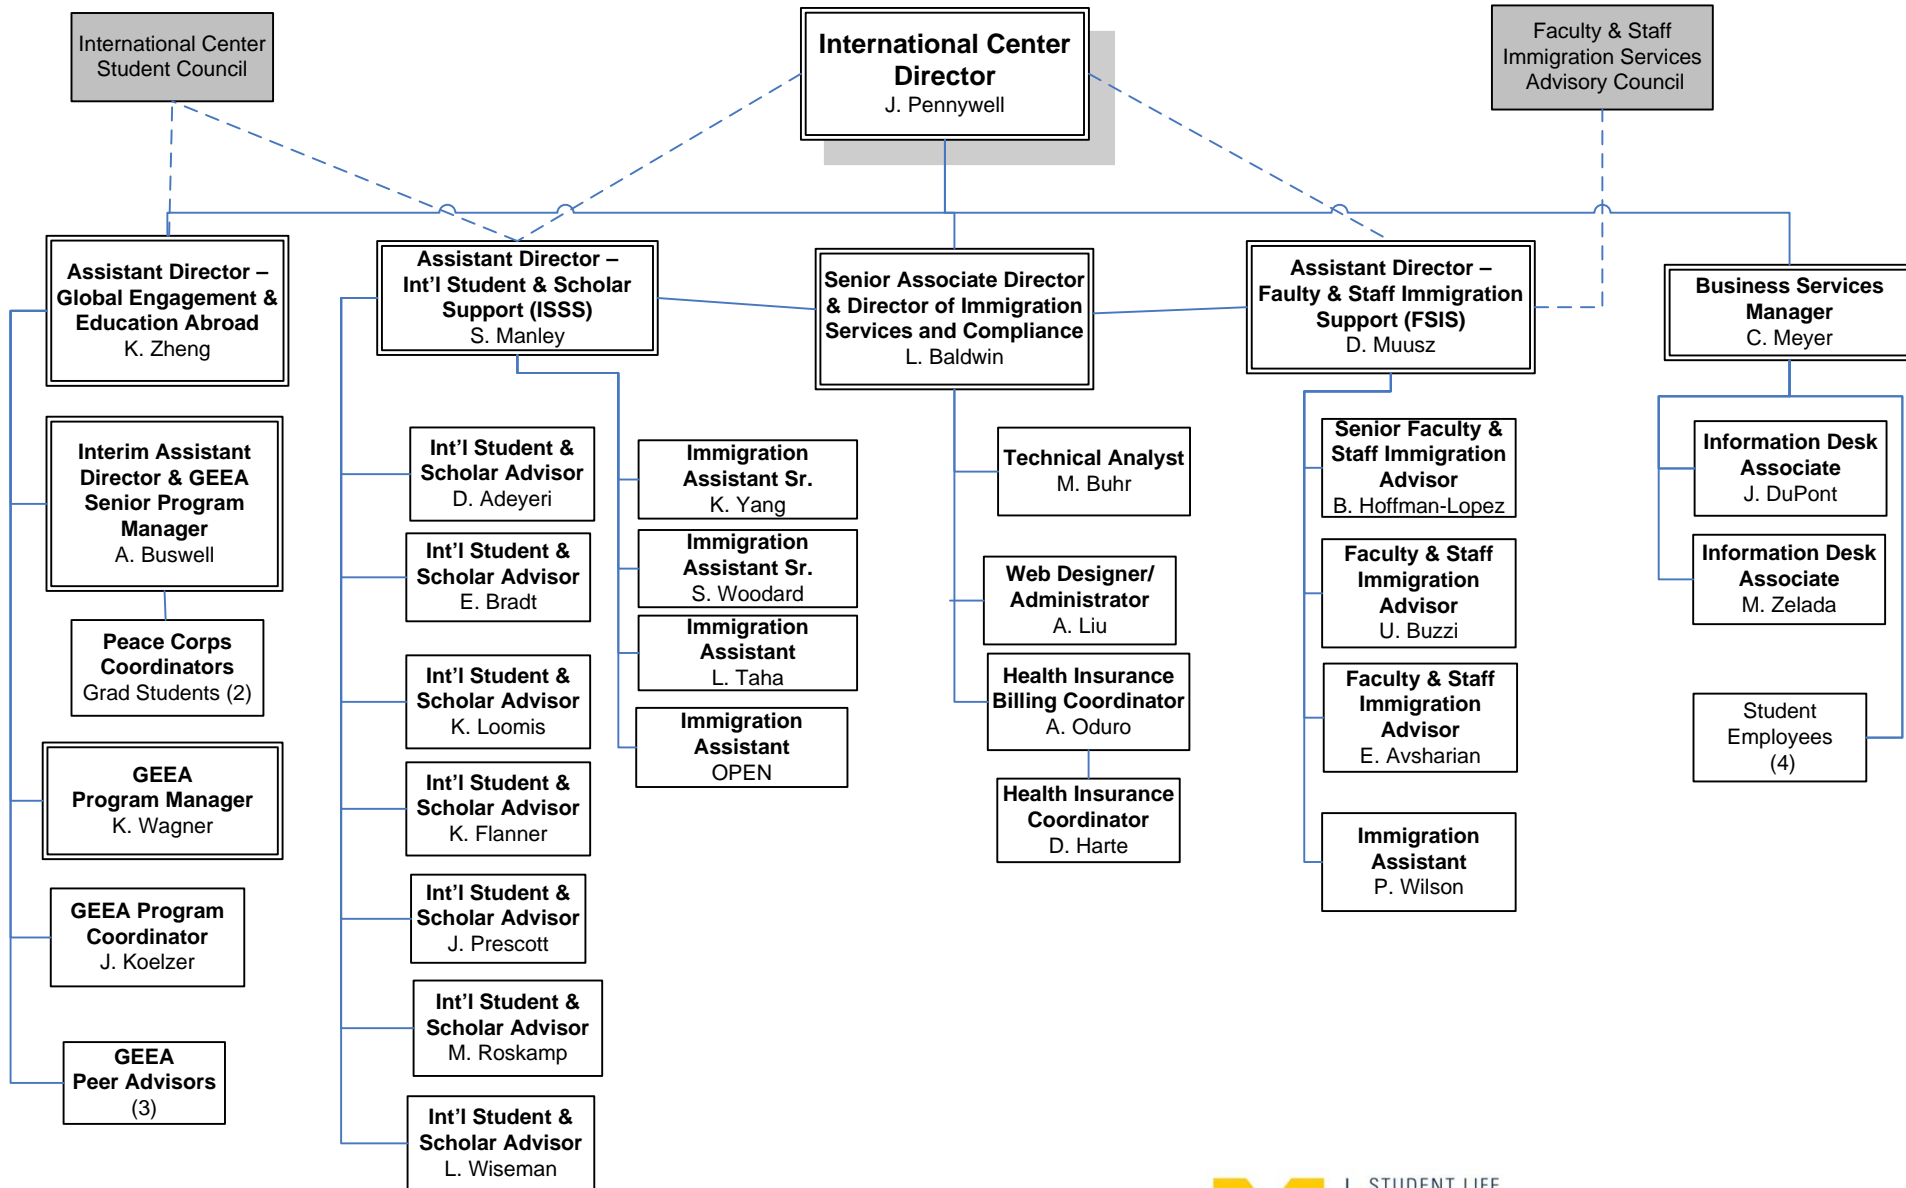 International Center
Student Council
International Center
Director
J. Pennywell
Faculty & Staff
Immigration Services
Advisory Council
Assistant Director –
Global Engagement &
Education Abroad
K. Zheng
Assistant Director –
Int'l Student & Scholar
Support (ISSS)
S. Manley
Senior Associate Director
& Director of Immigration
Services and Compliance
L. Baldwin
Assistant Director –
Faulty & Staff Immigration
Support (FSIS)
D. Muusz
Business Services
Manager
C. Meyer
Interim Assistant
Director & GEEA
Senior Program
Manager
A. Buswell
Peace Corps
Coordinators
Grad Students (2)
GEEA
Program Manager
K. Wagner
GEEA Program
Coordinator
J. Koelzer
GEEA
Peer Advisors
(3)
Int'l Student &
Scholar Advisor
D. Adeyeri
Int'l Student &
Scholar Advisor
E. Bradt
Int'l Student &
Scholar Advisor
K. Loomis
Int'l Student &
Scholar Advisor
K. Flanner
Int'l Student &
Scholar Advisor
J. Prescott
Int'l Student &
Scholar Advisor
M. Roskamp
Int'l Student &
Scholar Advisor
L. Wiseman
Immigration
Assistant Sr.
K. Yang
Immigration
Assistant Sr.
S. Woodard
Immigration
Assistant
L. Taha
Immigration
Assistant
OPEN
Technical Analyst
M. Buhr
Web Designer/
Administrator
A. Liu
Health Insurance
Billing Coordinator
A. Oduro
Health Insurance
Coordinator
D. Harte
Senior Faculty &
Staff Immigration
Advisor
B. Hoffman-Lopez
Faculty & Staff
Immigration
Advisor
U. Buzzi
Faculty & Staff
Immigration
Advisor
E. Avsharian
Immigration
Assistant
P. Wilson
Information Desk
Associate
J. DuPont
Information Desk
Associate
M. Zelada
Student
Employees
(4)
STUDENT LIFE